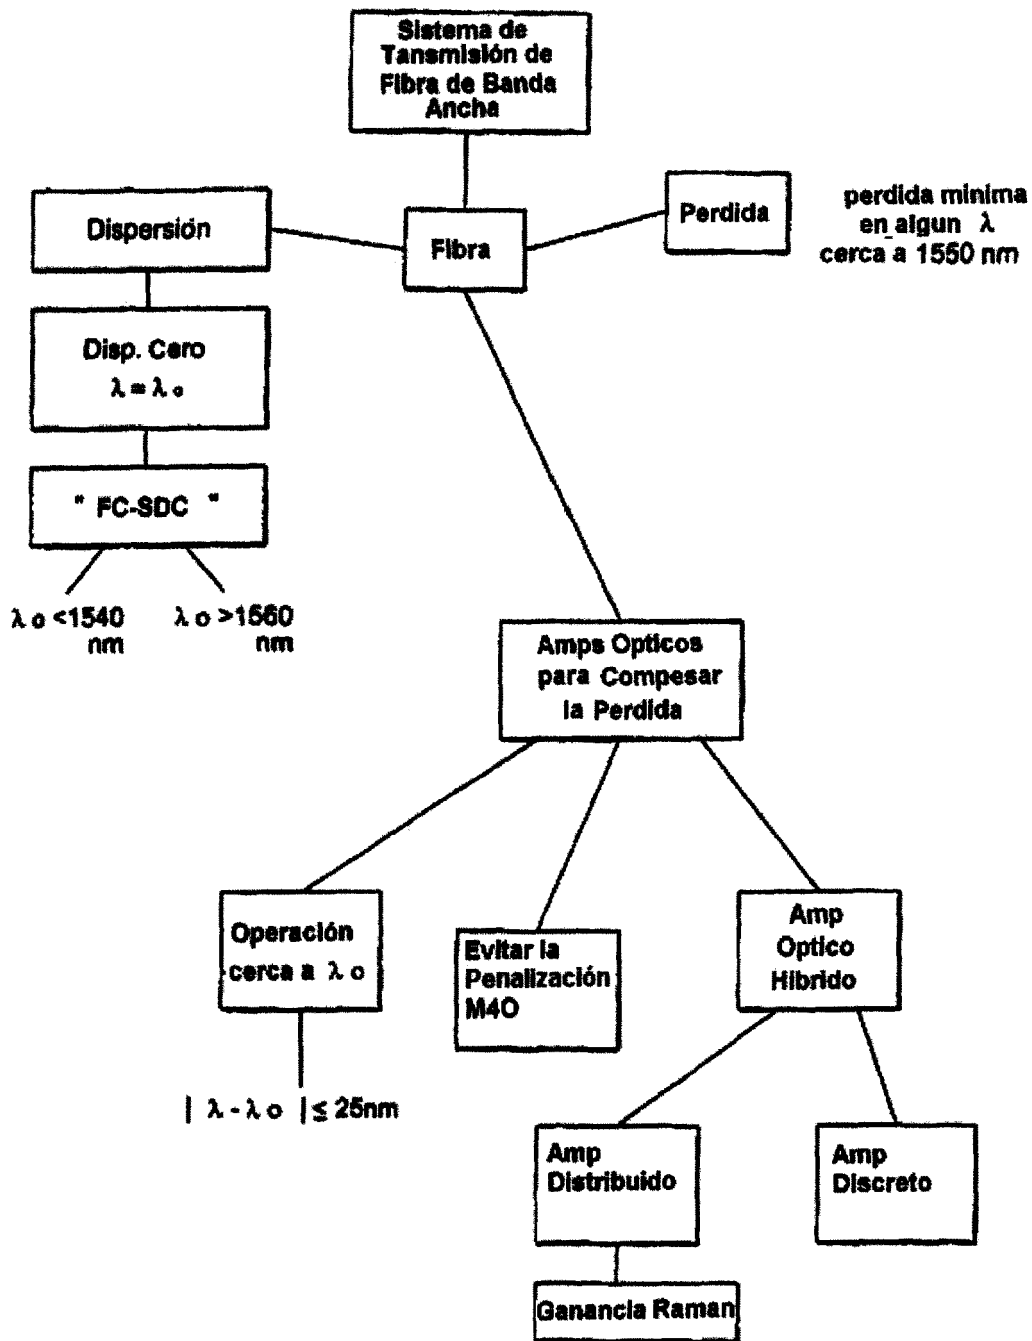 Sistema de
Tansmisión de
Fibra de Banda
Ancha
Dispersión
Fibra
Perdida
perdida minima
en algun λ
cerca a 1550 nm
Disp. Cero
λ = λ o
" FC-SDC "
λ o <1540
nm
λ o >1560
nm
Amps Opticos
para Compesar
la Perdida
Operación
cerca a λ o
Evitar la
Penalización
M4O
Amp
Optico
Hibrido
| λ - λ o | ≤ 25nm
Amp
Distribuido
Amp
Discreto
Ganancia Raman